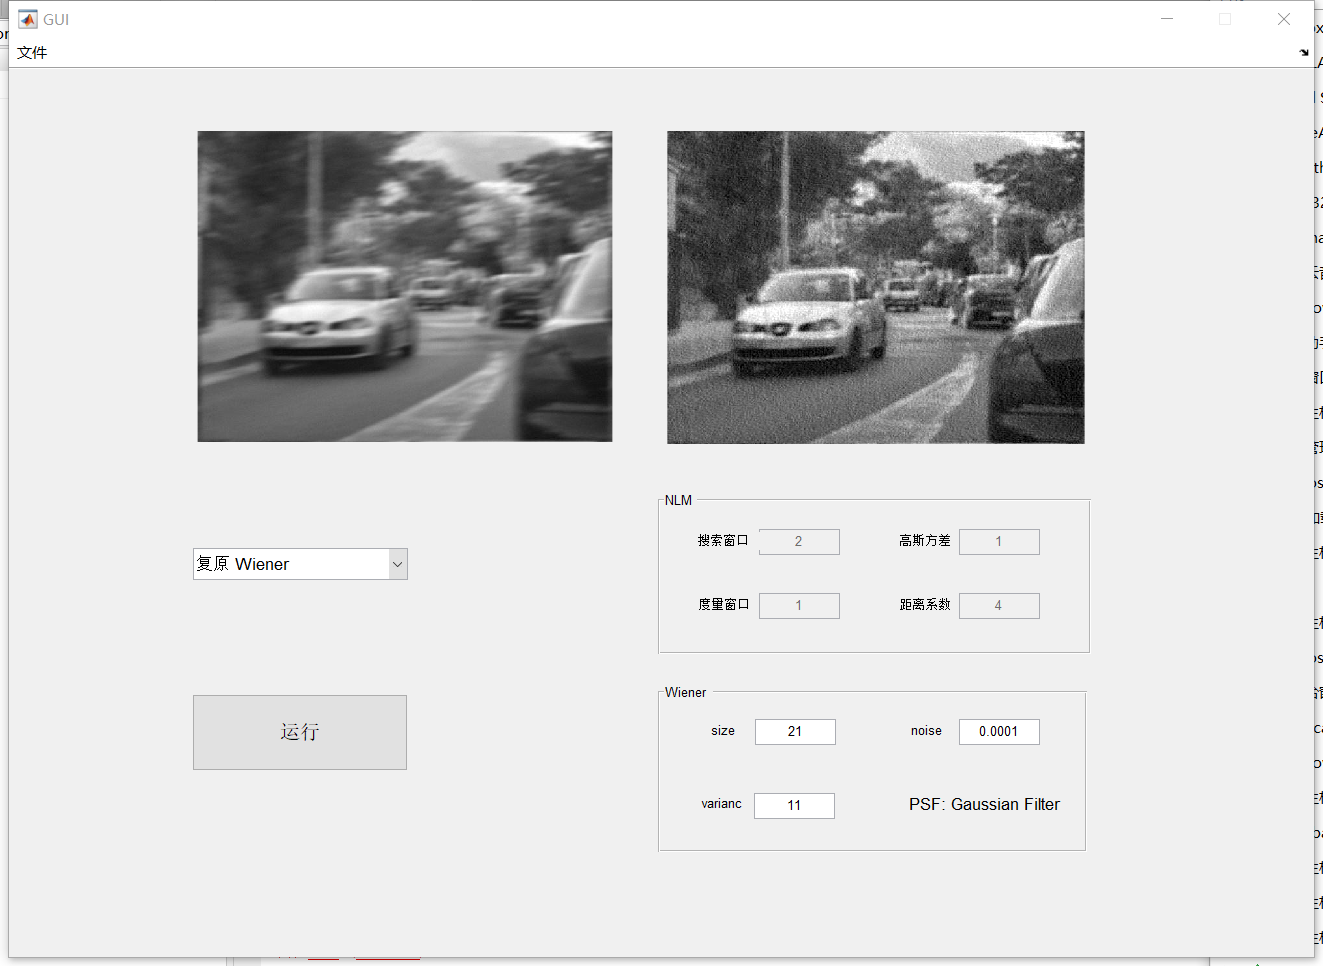 GUI
文件
复原 Wiener
运行
NLM
搜索窗口 2 高斯方差 1
度量窗口 1 距离系数 4
Wiener
size 21 noise 0.0001
varianc 11 PSF: Gaussian Filter